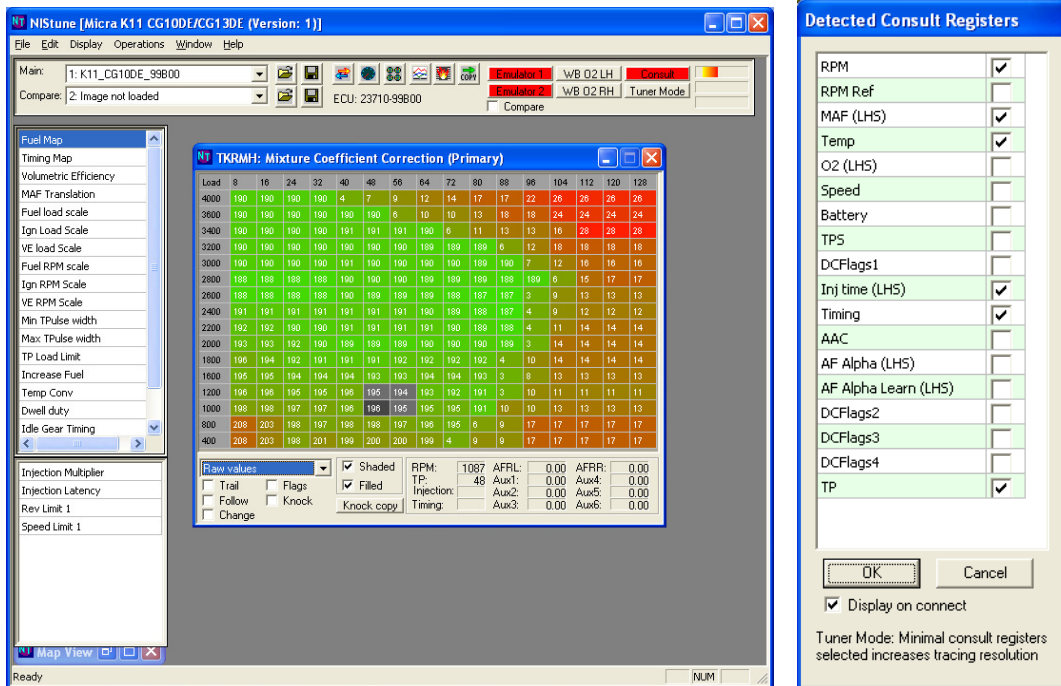 NIStune [Micra K11 CG10DE/CG13DE (Version: 1)]
File Edit Display Operations Window Help
Main: 1: K11_CG10DE_99B00 Emulator 1 WB O2 LH Consult
Compare: 2: Image not loaded COPY ECU: 23710-99B00 Emulator 2 WB O2 RH Tuner Mode
Compare
Fuel Map
Timing Map
Volumetric Efficiency
MAF Translation
Fuel load scale
Ign Load Scale
VE load Scale
Fuel RPM scale
Ign RPM Scale
VE RPM Scale
Min TPulse width
Max TPulse width
TP Load Limit
Increase Fuel
Temp Conv
Dwell duty
Idle Gear Timing
Injection Multiplier
Injection Latency
Rev Limit 1
Speed Limit 1
Map View
TKRMH: Mixture Coefficient Correction (Primary)
Load 8 16 24 32 40 48 56 64 72 80 88 96 104 112 120 128
4000 190 190 190 190 4 7 9 12 14 17 17 22 26 26 26 26
3600 190 190 190 190 190 190 6 10 10 13 18 18 24 24 24 24
3400 190 190 190 190 191 191 191 190 6 11 13 13 16 28 28 28
3200 190 190 190 190 190 190 190 190 189 189 189 6 12 18 18 18 18
3000 190 190 190 191 190 190 190 190 190 189 190 7 12 16 16 16
2800 188 188 188 188 190 190 190 189 188 188 188 189 6 15 17 17
2600 188 188 188 188 190 189 189 189 188 187 187 3 9 13 13 13
2400 191 191 191 191 191 191 191 190 189 188 187 4 9 12 12 12
2200 192 192 190 190 191 191 191 191 190 189 188 4 11 14 14 14
2000 193 193 192 190 189 189 189 190 190 190 189 3 14 14 14 14
1800 196 194 192 191 191 191 192 192 192 192 4 10 14 14 14 14
1600 195 195 194 194 194 193 193 194 194 193 3 8 13 13 13 13
1200 196 196 195 195 196 195 194 193 192 191 3 10 11 11 11 11
1000 198 198 197 197 196 196 195 195 195 191 10 10 13 13 13 13
800 208 203 198 197 198 198 197 196 195 6 9 17 17 17 17 17
400 208 203 198 201 199 200 200 199 4 9 9 17 17 17 17 17
Raw values Shaded RPM: 1087 AFRL: 0.00 AFRR: 0.00
Trail Flags Filled TP: 48 Aux1: 0.00 Aux4: 0.00
Follow Knock Injection: Aux2: 0.00 Aux5: 0.00
Change Knock copy Timing: Aux3: 0.00 Aux6: 0.00
Ready NUM
Detected Consult Registers
RPM
RPM Ref
MAF (LHS)
Temp
O2 (LHS)
Speed
Battery
TPS
DCFlags1
Inj time (LHS)
Timing
AAC
AF Alpha (LHS)
AF Alpha Learn (LHS)
DCFlags2
DCFlags3
DCFlags4
TP
OK Cancel
Display on connect
Tuner Mode: Minimal consult registers
selected increases tracing resolution